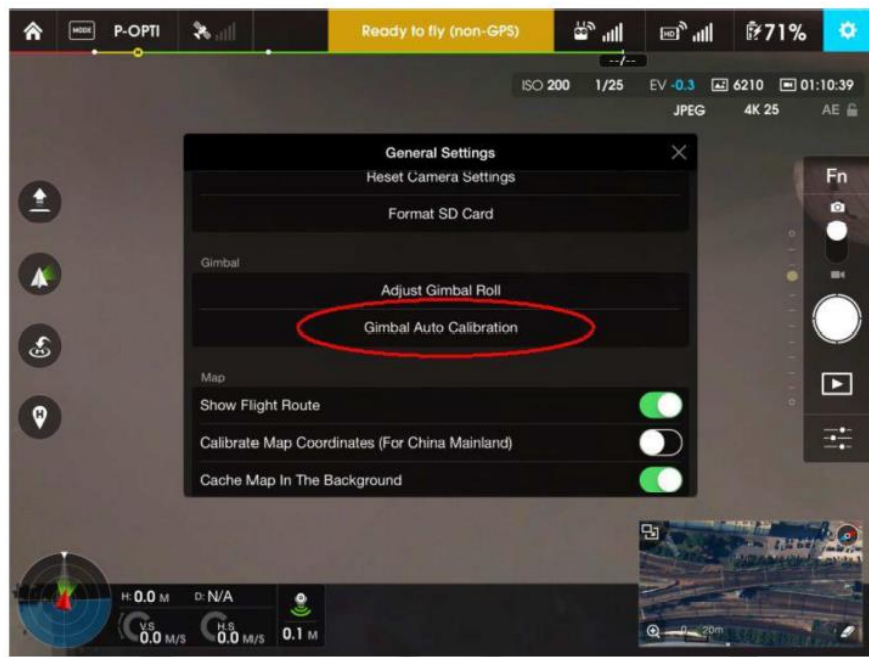 MODE P-OPTI Ready to fly (non-GPS) HD 71%
--/--
ISO 200 1/25 EV -0.3 6210 01:10:39
JPEG 4K 25 AE
General Settings
Reset Camera Settings
Format SD Card
Gimbal
Adjust Gimbal Roll
Gimbal Auto Calibration
Map
Show Flight Route
Calibrate Map Coordinates (For China Mainland)
Cache Map In The Background
Fn
H
H
H: 0.0 M D: N/A
V.S 0.0 M/S H.S 0.0 M/S 0.1 M
0 20m